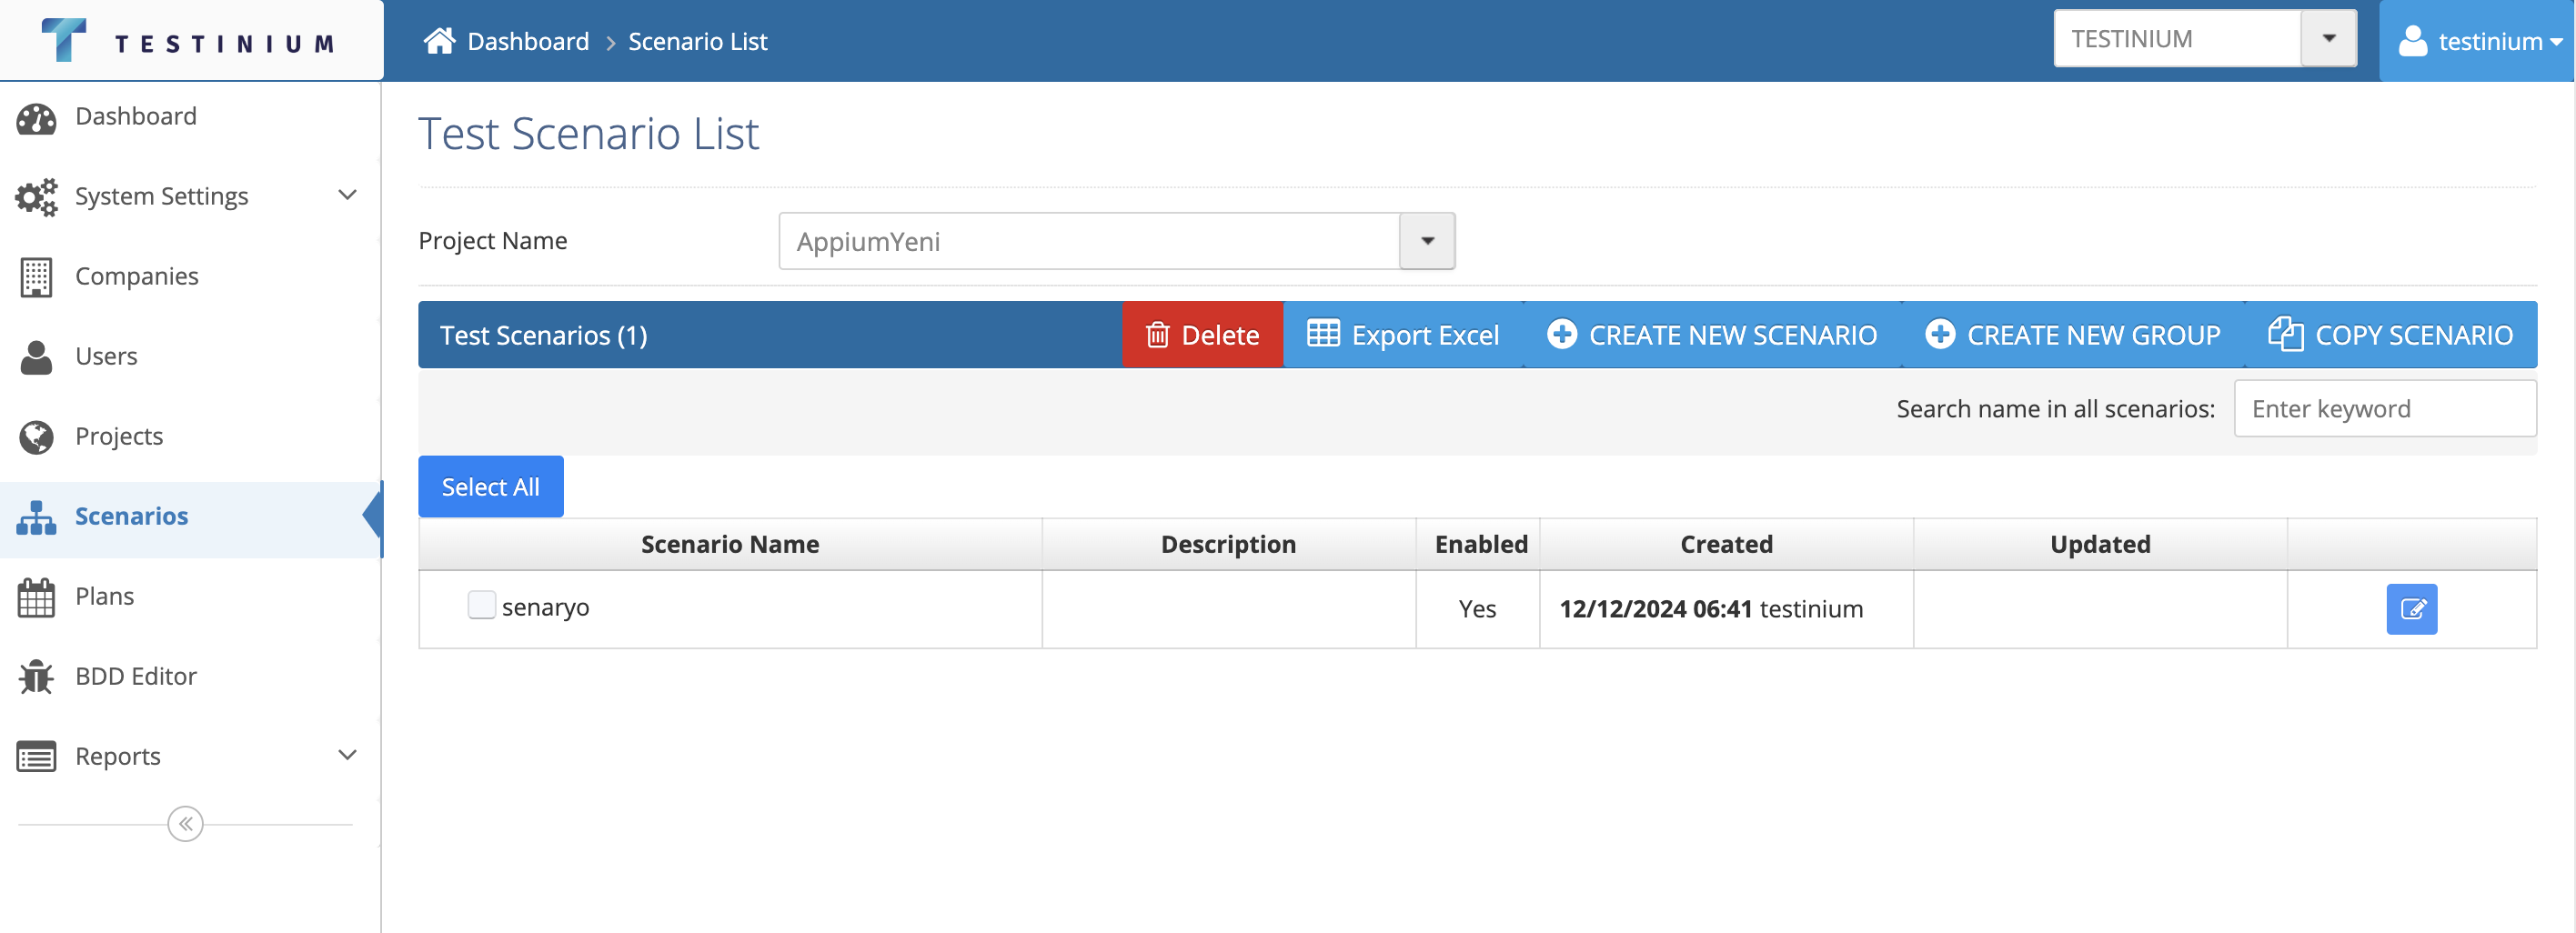 TESTINIUM
Dashboard > Scenario List
TESTINIUM
testinium
Dashboard
System Settings
Companies
Users
Projects
Scenarios
Plans
BDD Editor
Reports
Test Scenario List
Project Name
AppiumYeni
Test Scenarios (1)
Delete
Export Excel
CREATE NEW SCENARIO
CREATE NEW GROUP
COPY SCENARIO
Search name in all scenarios: Enter keyword
Select All
Scenario Name Description Enabled Created Updated
senaryo Yes 12/12/2024 06:41 testinium